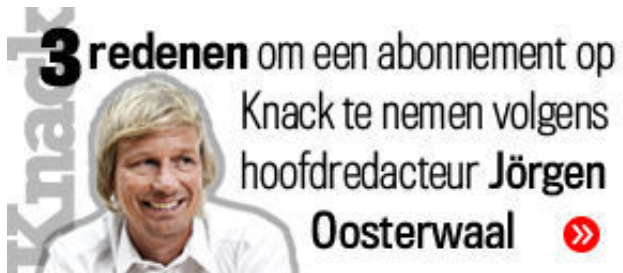 Knack
3 redenen om een abonnement op
Knack te nemen volgens
hoofdredacteur Jörgen
Oosterwaal